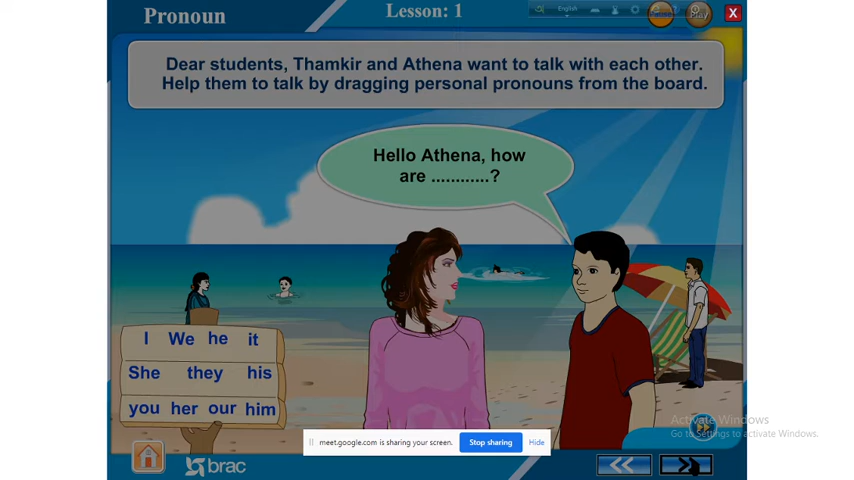 Pronoun
Lesson: 1
English
Pause
Play
X
Dear students, Thamkir and Athena want to talk with each other.
Help them to talk by dragging personal pronouns from the board.
Hello Athena, how
are ............?
I We he it
She they his
you her our him
meet.google.com is sharing your screen. Stop sharing Hide
Activate Windows
Go to Settings to activate Windows.
brac